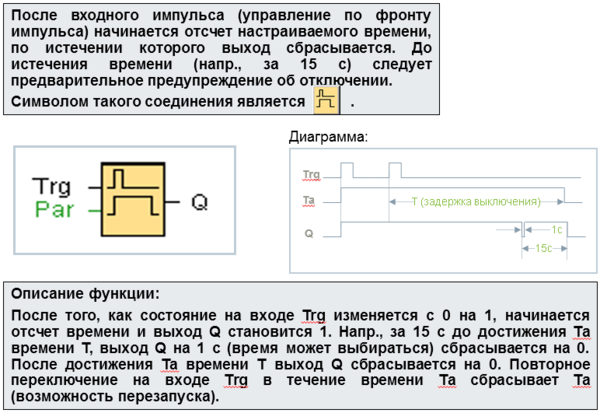 После входного импульса (управление по фронту
импульса) начинается отсчет настраиваемого времени,
по истечении которого выход сбрасывается. До
истечения времени (напр., за 15 с) следует
предварительное предупреждение об отключении.
Символом такого соединения является .
Диаграмма:
Trg
Par
Q
Trg
Ta
T (задержка выключения)
Q
1с
15с
Описание функции:
После того, как состояние на входе Trg изменяется с 0 на 1, начинается
отсчет времени и выход Q становится 1. Напр., за 15 с до достижения Ta
времени T, выход Q на 1 с (время может выбираться) сбрасывается на 0.
После достижения Ta времени T выход Q сбрасывается на 0. Повторное
переключение на входе Trg в течение времени Ta сбрасывает Ta
(возможность перезапуска).